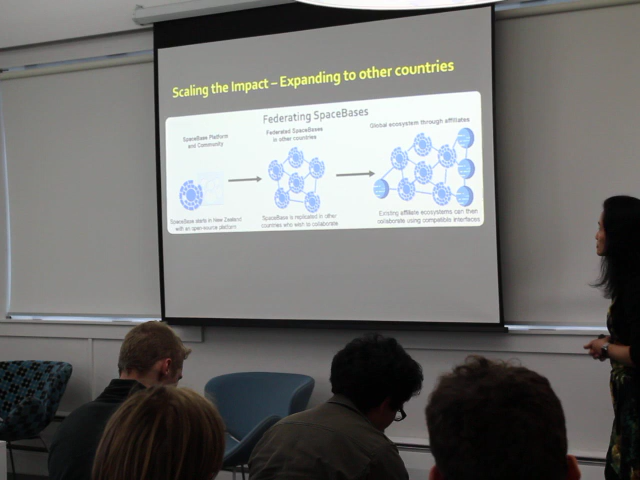 Scaling the Impact – Expanding to other countries
Federating SpaceBases
SpaceBase Platform
and Community
Federated SpaceBases
in other countries
Global ecosystem through affiliates
SpaceBase starts in New Zealand
with an open-source platform
SpaceBase is replicated in other
countries who wish to collaborate
Existing affiliate ecosystems can then
collaborate using compatible interfaces